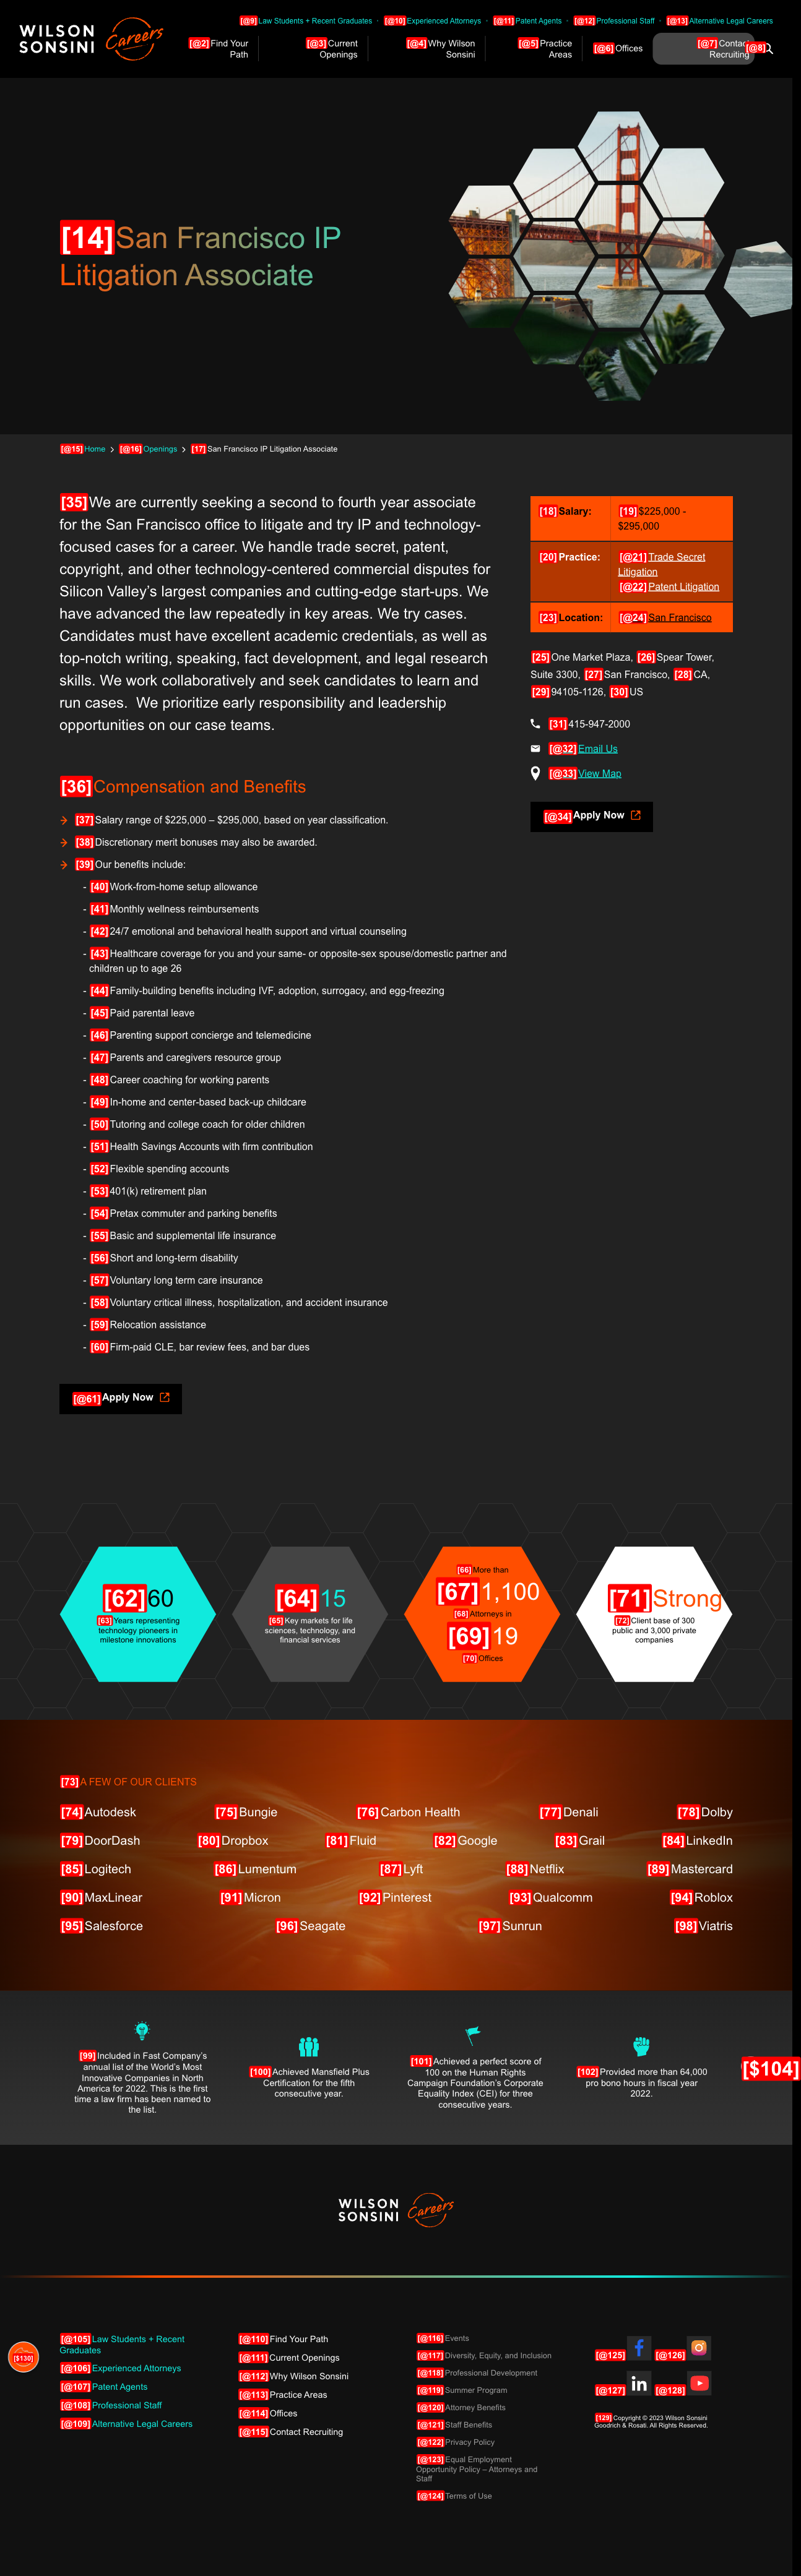 WILSON SONSINI Careers
[@9]Law Students + Recent Graduates · [@10]Experienced Attorneys · [@11]Patent Agents · [@12]Professional Staff · [@13]Alternative Legal Careers
[@2]Find Your Path
[@3]Current Openings
[@4]Why Wilson Sonsini
[@5]Practice Areas
[@6]Offices
[@7]Contact Recruiting
[@8]
[14]San Francisco IP
Litigation Associate
[@15]Home > [@16]Openings > [17]San Francisco IP Litigation Associate
[35]We are currently seeking a second to fourth year associate
for the San Francisco office to litigate and try IP and technology-
focused cases for a career. We handle trade secret, patent,
copyright, and other technology-centered commercial disputes for
Silicon Valley's largest companies and cutting-edge start-ups. We
have advanced the law repeatedly in key areas. We try cases.
Candidates must have excellent academic credentials, as well as
top-notch writing, speaking, fact development, and legal research
skills. We work collaboratively and seek candidates to learn and
run cases.  We prioritize early responsibility and leadership
opportunities on our case teams.
[18]Salary: [19]$225,000 -
$295,000
[20]Practice: [@21]Trade Secret
Litigation
[@22]Patent Litigation
[23]Location: [@24]San Francisco
[25]One Market Plaza, [26]Spear Tower,
Suite 3300, [27]San Francisco, [28]CA,
[29]94105-1126, [30]US
[31]415-947-2000
[@32]Email Us
[@33]View Map
[@34]Apply Now
[36]Compensation and Benefits
[37]Salary range of $225,000 – $295,000, based on year classification.
[38]Discretionary merit bonuses may also be awarded.
[39]Our benefits include:
- [40]Work-from-home setup allowance
- [41]Monthly wellness reimbursements
- [42]24/7 emotional and behavioral health support and virtual counseling
- [43]Healthcare coverage for you and your same- or opposite-sex spouse/domestic partner and
children up to age 26
- [44]Family-building benefits including IVF, adoption, surrogacy, and egg-freezing
- [45]Paid parental leave
- [46]Parenting support concierge and telemedicine
- [47]Parents and caregivers resource group
- [48]Career coaching for working parents
- [49]In-home and center-based back-up childcare
- [50]Tutoring and college coach for older children
- [51]Health Savings Accounts with firm contribution
- [52]Flexible spending accounts
- [53]401(k) retirement plan
- [54]Pretax commuter and parking benefits
- [55]Basic and supplemental life insurance
- [56]Short and long-term disability
- [57]Voluntary long term care insurance
- [58]Voluntary critical illness, hospitalization, and accident insurance
- [59]Relocation assistance
- [60]Firm-paid CLE, bar review fees, and bar dues
[@61]Apply Now
[62]60
[63]Years representing
technology pioneers in
milestone innovations
[64]15
[65]Key markets for life
sciences, technology, and
financial services
[66]More than
[67]1,100
[68]Attorneys in
[69]19
[70]Offices
[71]Strong
[72]Client base of 300
public and 3,000 private
companies
[73]A FEW OF OUR CLIENTS
[74]Autodesk [75]Bungie [76]Carbon Health [77]Denali [78]Dolby
[79]DoorDash [80]Dropbox [81]Fluid [82]Google [83]Grail [84]LinkedIn
[85]Logitech [86]Lumentum [87]Lyft [88]Netflix [89]Mastercard
[90]MaxLinear [91]Micron [92]Pinterest [93]Qualcomm [94]Roblox
[95]Salesforce [96]Seagate [97]Sunrun [98]Viatris
[99]Included in Fast Company's
annual list of the World's Most
Innovative Companies in North
America for 2022. This is the first
time a law firm has been named to
the list.
[100]Achieved Mansfield Plus
Certification for the fifth
consecutive year.
[101]Achieved a perfect score of
100 on the Human Rights
Campaign Foundation's Corporate
Equality Index (CEI) for three
consecutive years.
[102]Provided more than 64,000
pro bono hours in fiscal year
2022.
[$104]
WILSON SONSINI Careers
[$130]
[@105]Law Students + Recent
Graduates
[@106]Experienced Attorneys
[@107]Patent Agents
[@108]Professional Staff
[@109]Alternative Legal Careers
[@110]Find Your Path
[@111]Current Openings
[@112]Why Wilson Sonsini
[@113]Practice Areas
[@114]Offices
[@115]Contact Recruiting
[@116]Events
[@117]Diversity, Equity, and Inclusion
[@118]Professional Development
[@119]Summer Program
[@120]Attorney Benefits
[@121]Staff Benefits
[@122]Privacy Policy
[@123]Equal Employment
Opportunity Policy – Attorneys and
Staff
[@124]Terms of Use
[@125] [@126]
[@127] [@128]
[129]Copyright © 2023 Wilson Sonsini
Goodrich & Rosati. All Rights Reserved.